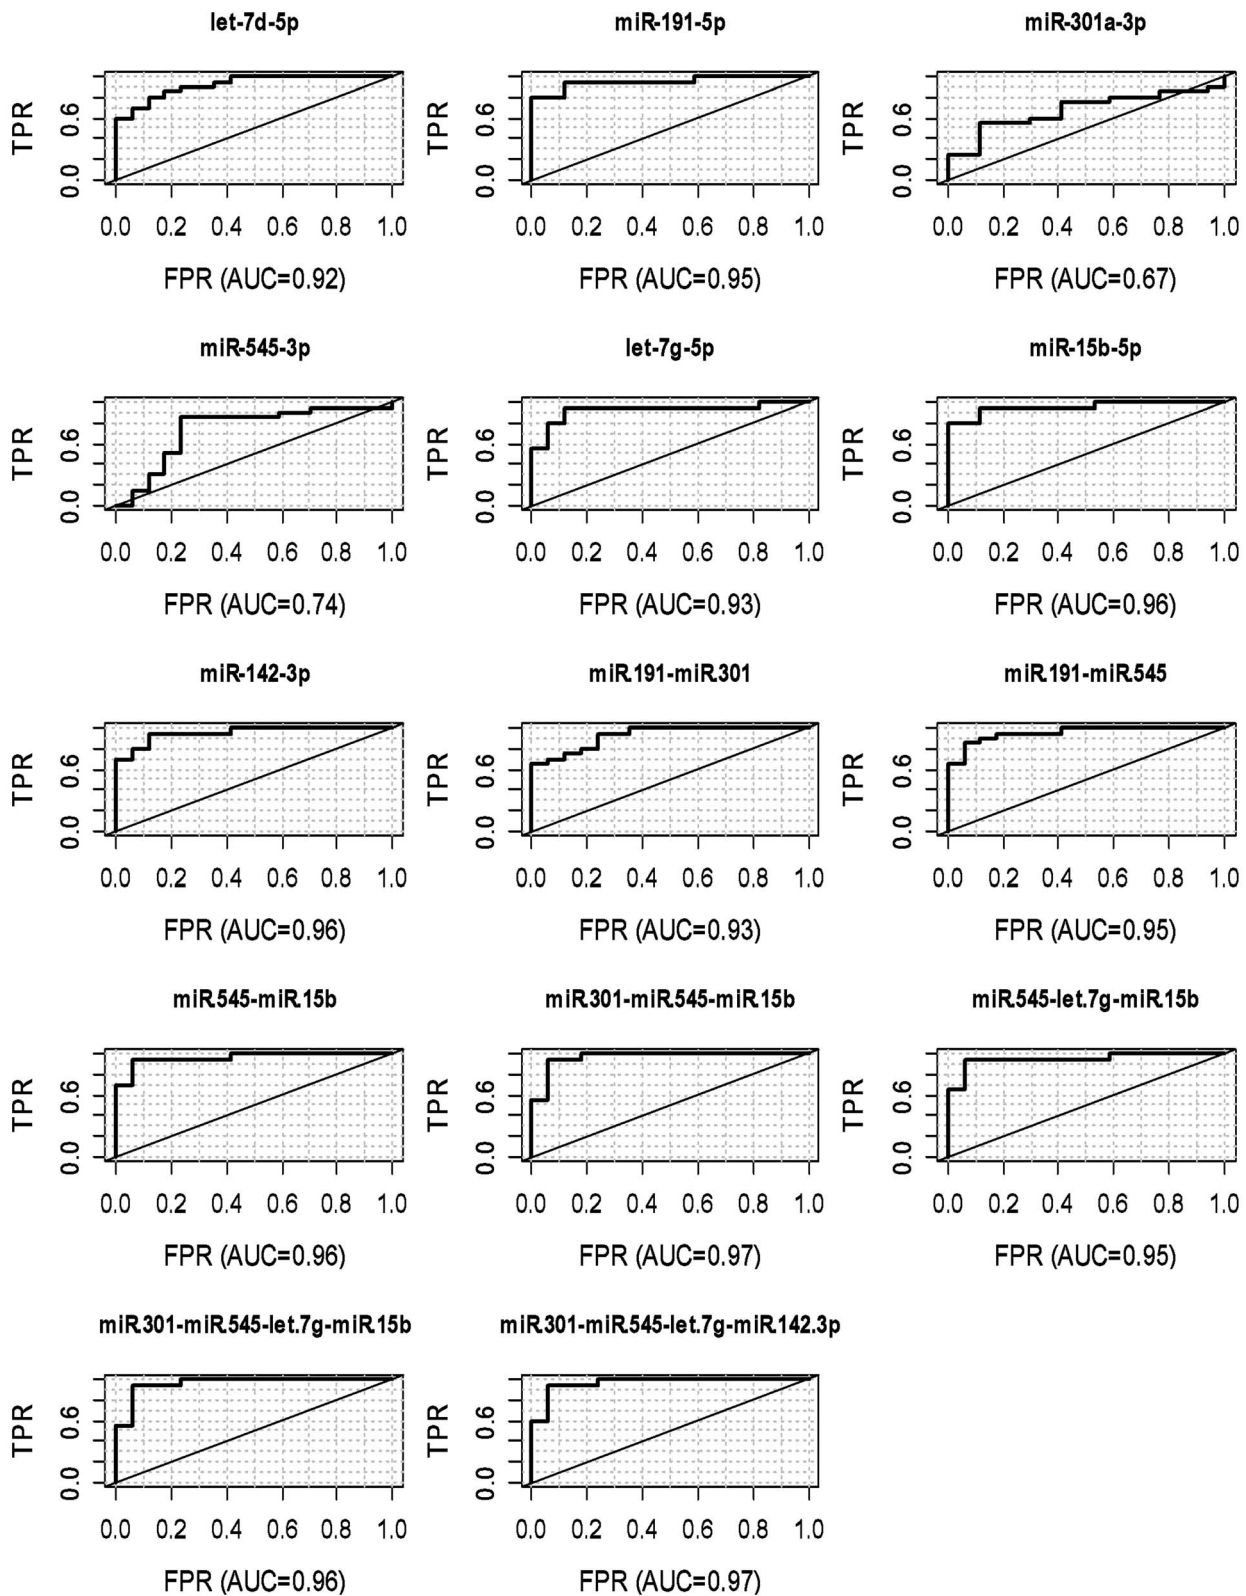 let-7d-5p miR-191-5p miR-301a-3p
TPR TPR TPR
0.6 0.6 0.6
0.0 0.0 0.0
0.0 0.2 0.4 0.6 0.8 1.0 0.0 0.2 0.4 0.6 0.8 1.0 0.0 0.2 0.4 0.6 0.8 1.0
FPR (AUC=0.92) FPR (AUC=0.95) FPR (AUC=0.67)
miR-545-3p let-7g-5p miR-15b-5p
TPR TPR TPR
0.6 0.6 0.6
0.0 0.0 0.0
0.0 0.2 0.4 0.6 0.8 1.0 0.0 0.2 0.4 0.6 0.8 1.0 0.0 0.2 0.4 0.6 0.8 1.0
FPR (AUC=0.74) FPR (AUC=0.93) FPR (AUC=0.96)
miR-142-3p miR.191-miR.301 miR.191-miR.545
TPR TPR TPR
0.6 0.6 0.6
0.0 0.0 0.0
0.0 0.2 0.4 0.6 0.8 1.0 0.0 0.2 0.4 0.6 0.8 1.0 0.0 0.2 0.4 0.6 0.8 1.0
FPR (AUC=0.96) FPR (AUC=0.93) FPR (AUC=0.95)
miR.545-miR.15b miR.301-miR.545-miR.15b miR.545-let.7g-miR.15b
TPR TPR TPR
0.6 0.6 0.6
0.0 0.0 0.0
0.0 0.2 0.4 0.6 0.8 1.0 0.0 0.2 0.4 0.6 0.8 1.0 0.0 0.2 0.4 0.6 0.8 1.0
FPR (AUC=0.96) FPR (AUC=0.97) FPR (AUC=0.95)
miR.301-miR.545-let.7g-miR.15b miR.301-miR.545-let.7g-miR.142.3p
TPR TPR
0.6 0.6
0.0 0.0
0.0 0.2 0.4 0.6 0.8 1.0 0.0 0.2 0.4 0.6 0.8 1.0
FPR (AUC=0.96) FPR (AUC=0.97)